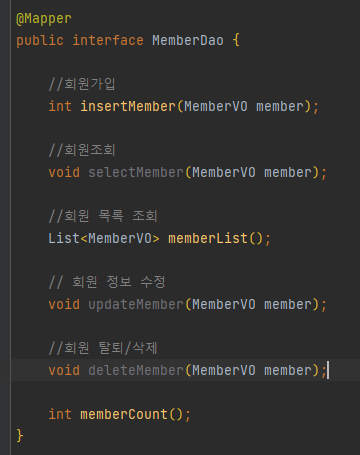 @Mapper
public interface MemberDao {
//회원가입
int insertMember(MemberVO member);
//회원조회
void selectMember(MemberVO member);
//회원 목록 조회
List<MemberVO> memberList();
// 회원 정보 수정
void updateMember(MemberVO member);
//회원 탈퇴/삭제
void deleteMember(MemberVO member);
int memberCount();
}